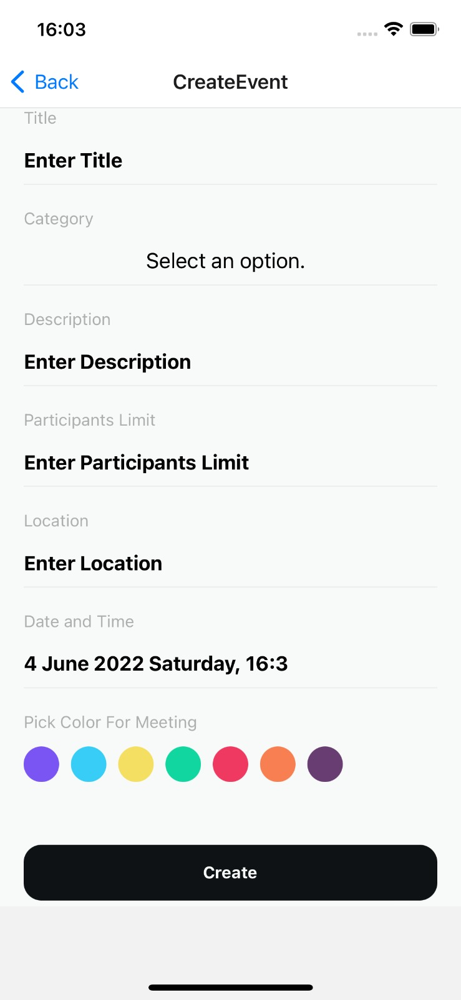 16:03
Back
CreateEvent
Title
Enter Title
Category
Select an option.
Description
Enter Description
Participants Limit
Enter Participants Limit
Location
Enter Location
Date and Time
4 June 2022 Saturday, 16:3
Pick Color For Meeting
Create